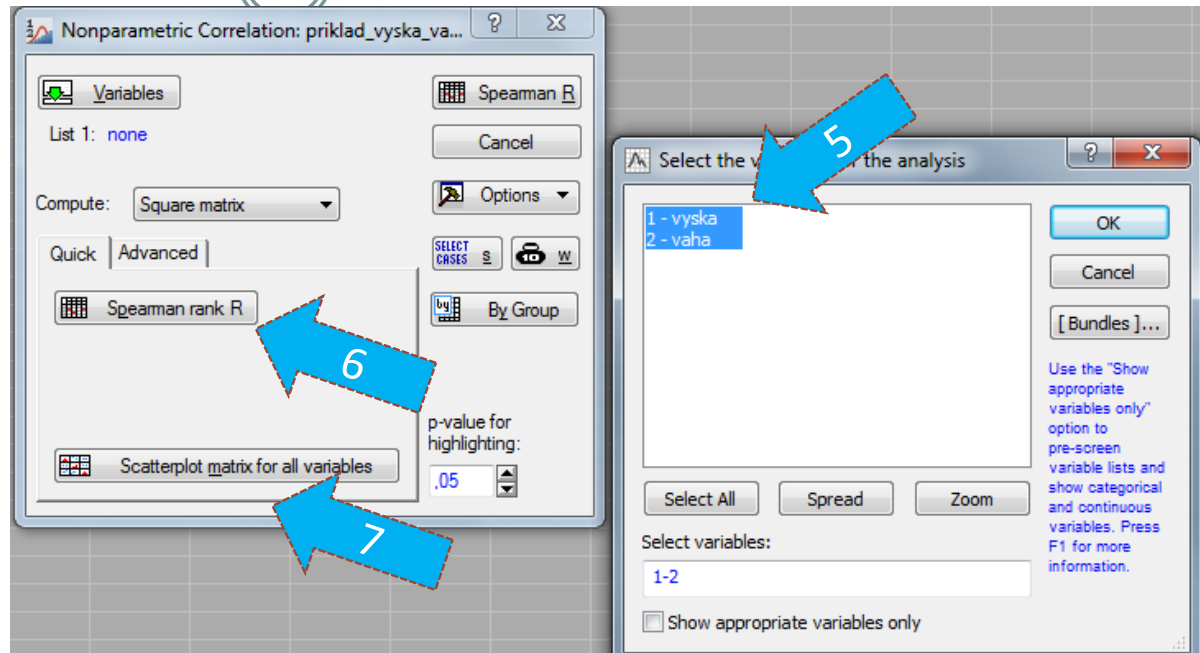 Nonparametric Correlation: priklad_vyska_va...
Variables
Spearman R
List 1: none
Cancel
Compute: Square matrix
Options
Quick
Advanced
SELECT CASES
S
W
Spearman rank R
By Group
6
p-value for
highlighting:
,05
Scatterplot matrix for all variables
7
5
Select the v
r the analysis
1 - vyska
2 - vaha
OK
Cancel
[ Bundles ]...
Use the "Show
appropriate
variables only"
option to
pre-screen
variable lists and
show categorical
and continuous
variables. Press
F1 for more
information.
Select All
Spread
Zoom
Select variables:
1-2
Show appropriate variables only